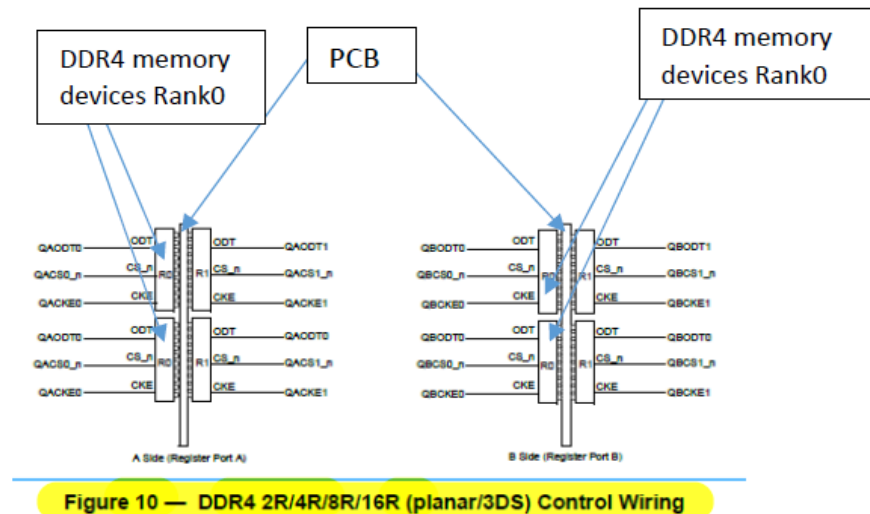 DDR4 memory
devices Rank0
PCB
DDR4 memory
devices Rank0
QAODT0 ODT ODT QAODT1
QACS0_n CS_n R0 R1 CS_n QACS1_n
QACKE0 CKE CKE QACKE1
QAODT0 ODT ODT QAODT0
QACS0_n CS_n R0 R1 CS_n QACS1_n
QACKE0 CKE CKE QACKE1
A Side (Register Port A)
QBODT0 ODT ODT QBODT1
QBCS0_n CS_n R0 R1 CS_n QBCS1_n
QBCKE0 CKE CKE QBCKE1
QBODT0 ODT ODT QBODT0
QBCS0_n CS_n R0 R1 CS_n QBCS1_n
QBCKE0 CKE CKE QBCKE1
B Side (Register Port B)
Figure 10 — DDR4 2R/4R/8R/16R (planar/3DS) Control Wiring